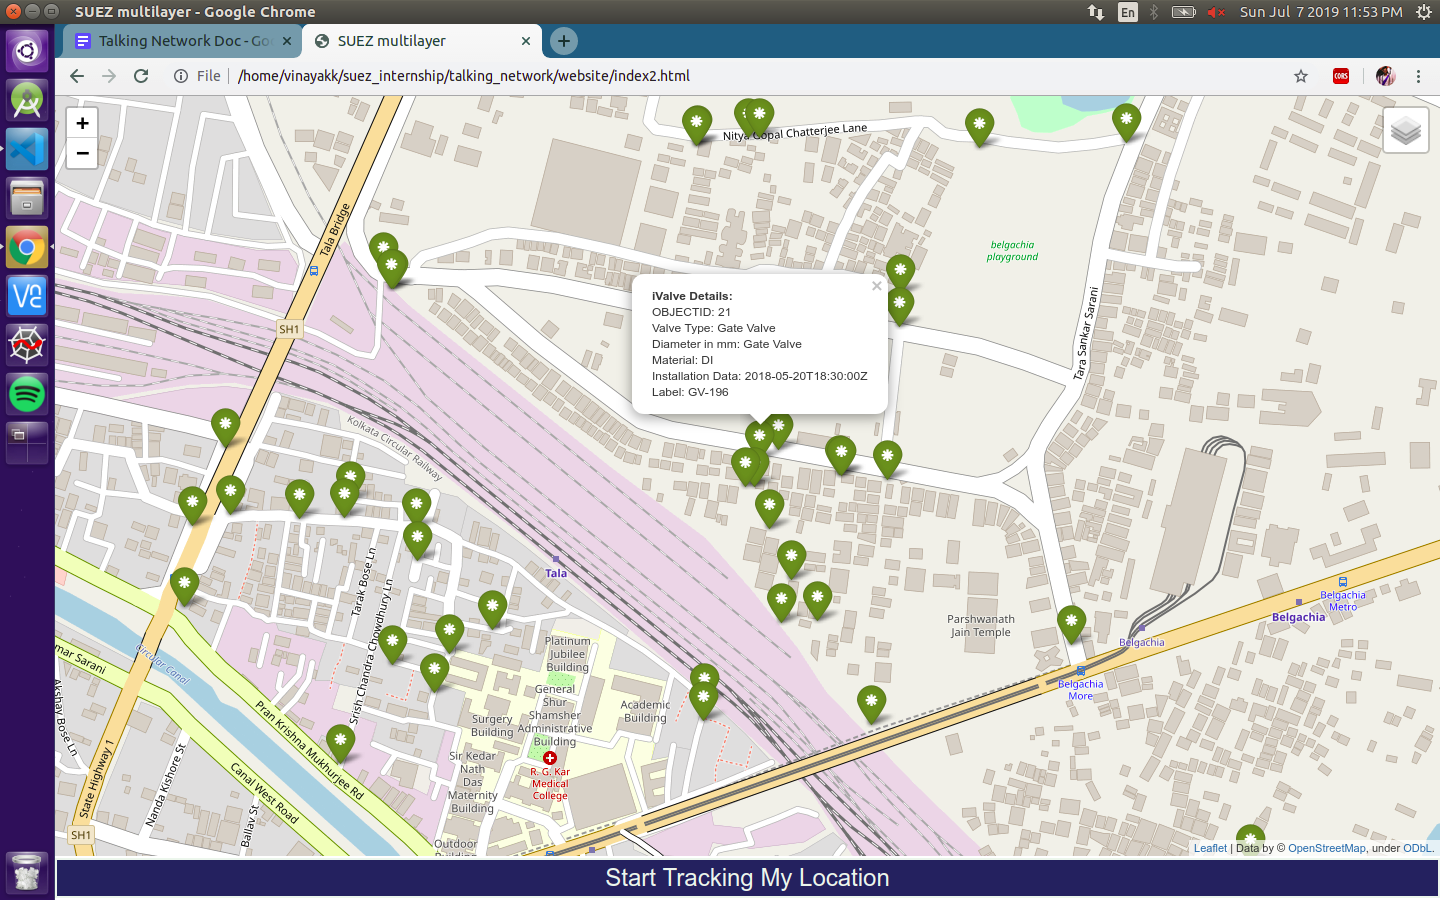 SUEZ multilayer - Google Chrome
En
Sun Jul 7 2019 11:53 PM
Talking Network Doc - Goo
SUEZ multilayer
File
/home/vinayakk/suez_internship/talking_network/website/index2.html
CORS
+
−
Nitya Gopal Chatterjee Lane
Tala Bridge
belgachia
playground
iValve Details:
OBJECTID: 21
Valve Type: Gate Valve
Diameter in mm: Gate Valve
Material: DI
Installation Data: 2018-05-20T18:30:00Z
Label: GV-196
×
Tara Sankar Sarani
SH1
Kolkata Circular Railway
Tala
Tarak Bose Ln
Srish Chandra Chowdhury Ln
Belgachia
Metro
Belgachia
Parshwanath
Jain Temple
Belgachia
Belgachia
More
Circular Canal
mar Sarani
Akshay Bose Ln
Pran Krishna Mukhurjee Rd
Platinum
Jubilee
Building
General
Shur
Shamsher
Administrative
Building
Academic
Building
Surgery
Building
Sir Kedar
Nath
Das
Maternity
Building
R. G. Kar
Medical
College
State Highway 1
Nanda Kishore St
Canal West Road
Ballav St
SH1
Outdoor
Building
Leaflet | Data by © OpenStreetMap, under ODbL.
Start Tracking My Location